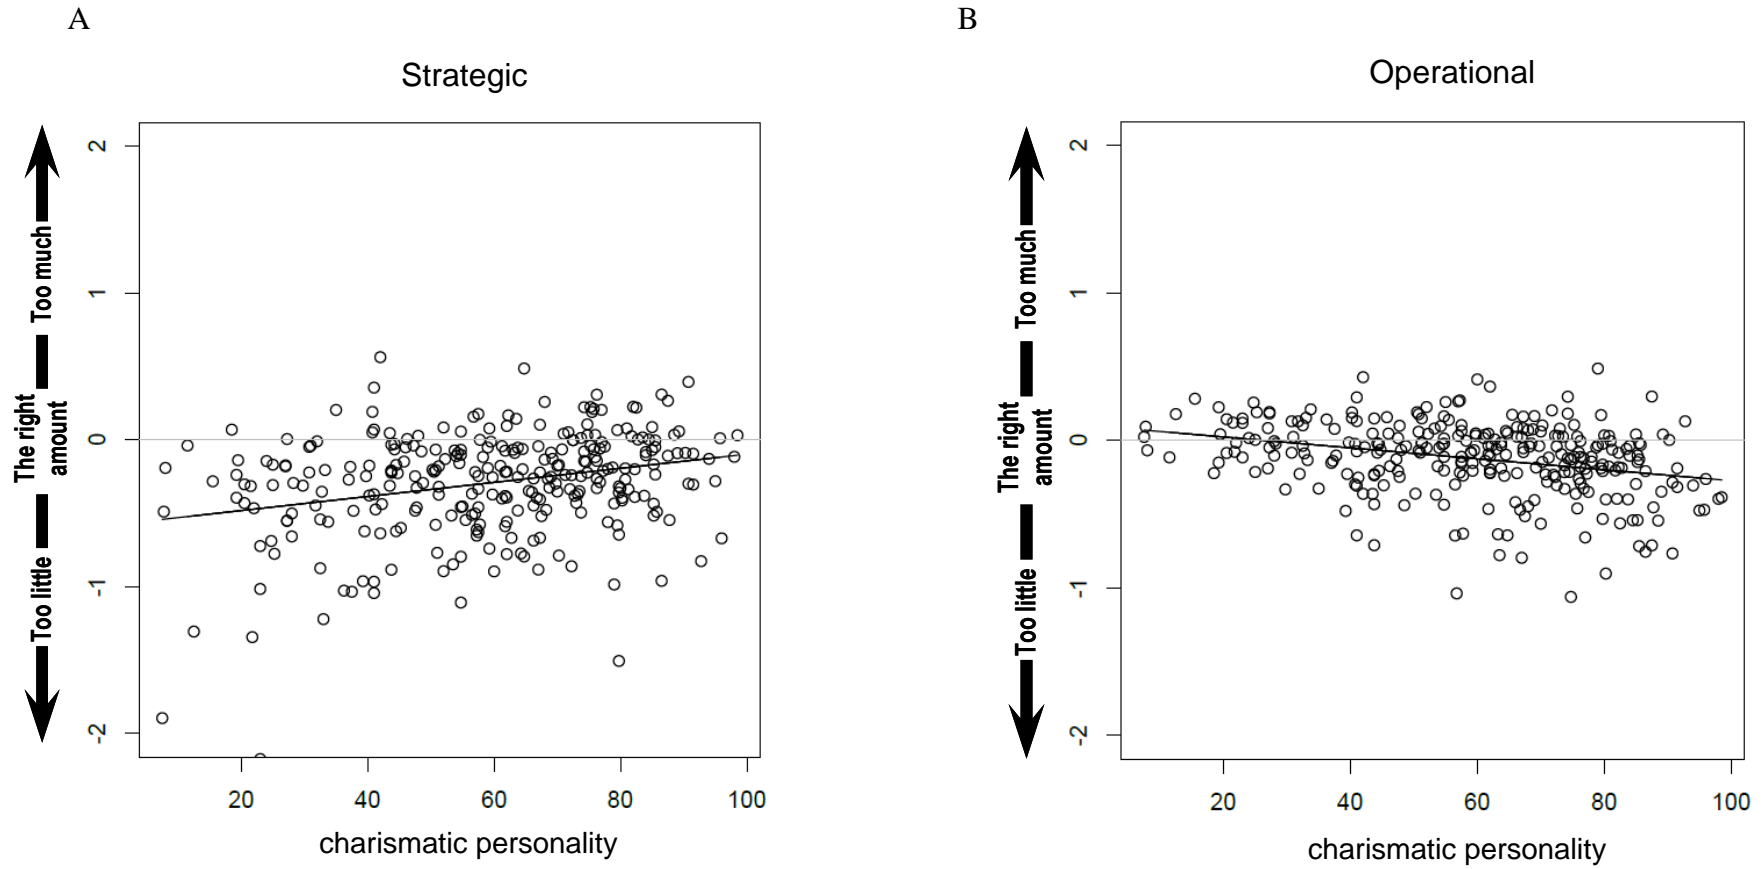 A
Strategic
Too much
The right
amount
Too little
2
1
0
-1
-2
20 40 60 80 100
charismatic personality
B
Operational
Too much
The right
amount
Too little
2
1
0
-1
-2
20 40 60 80 100
charismatic personality